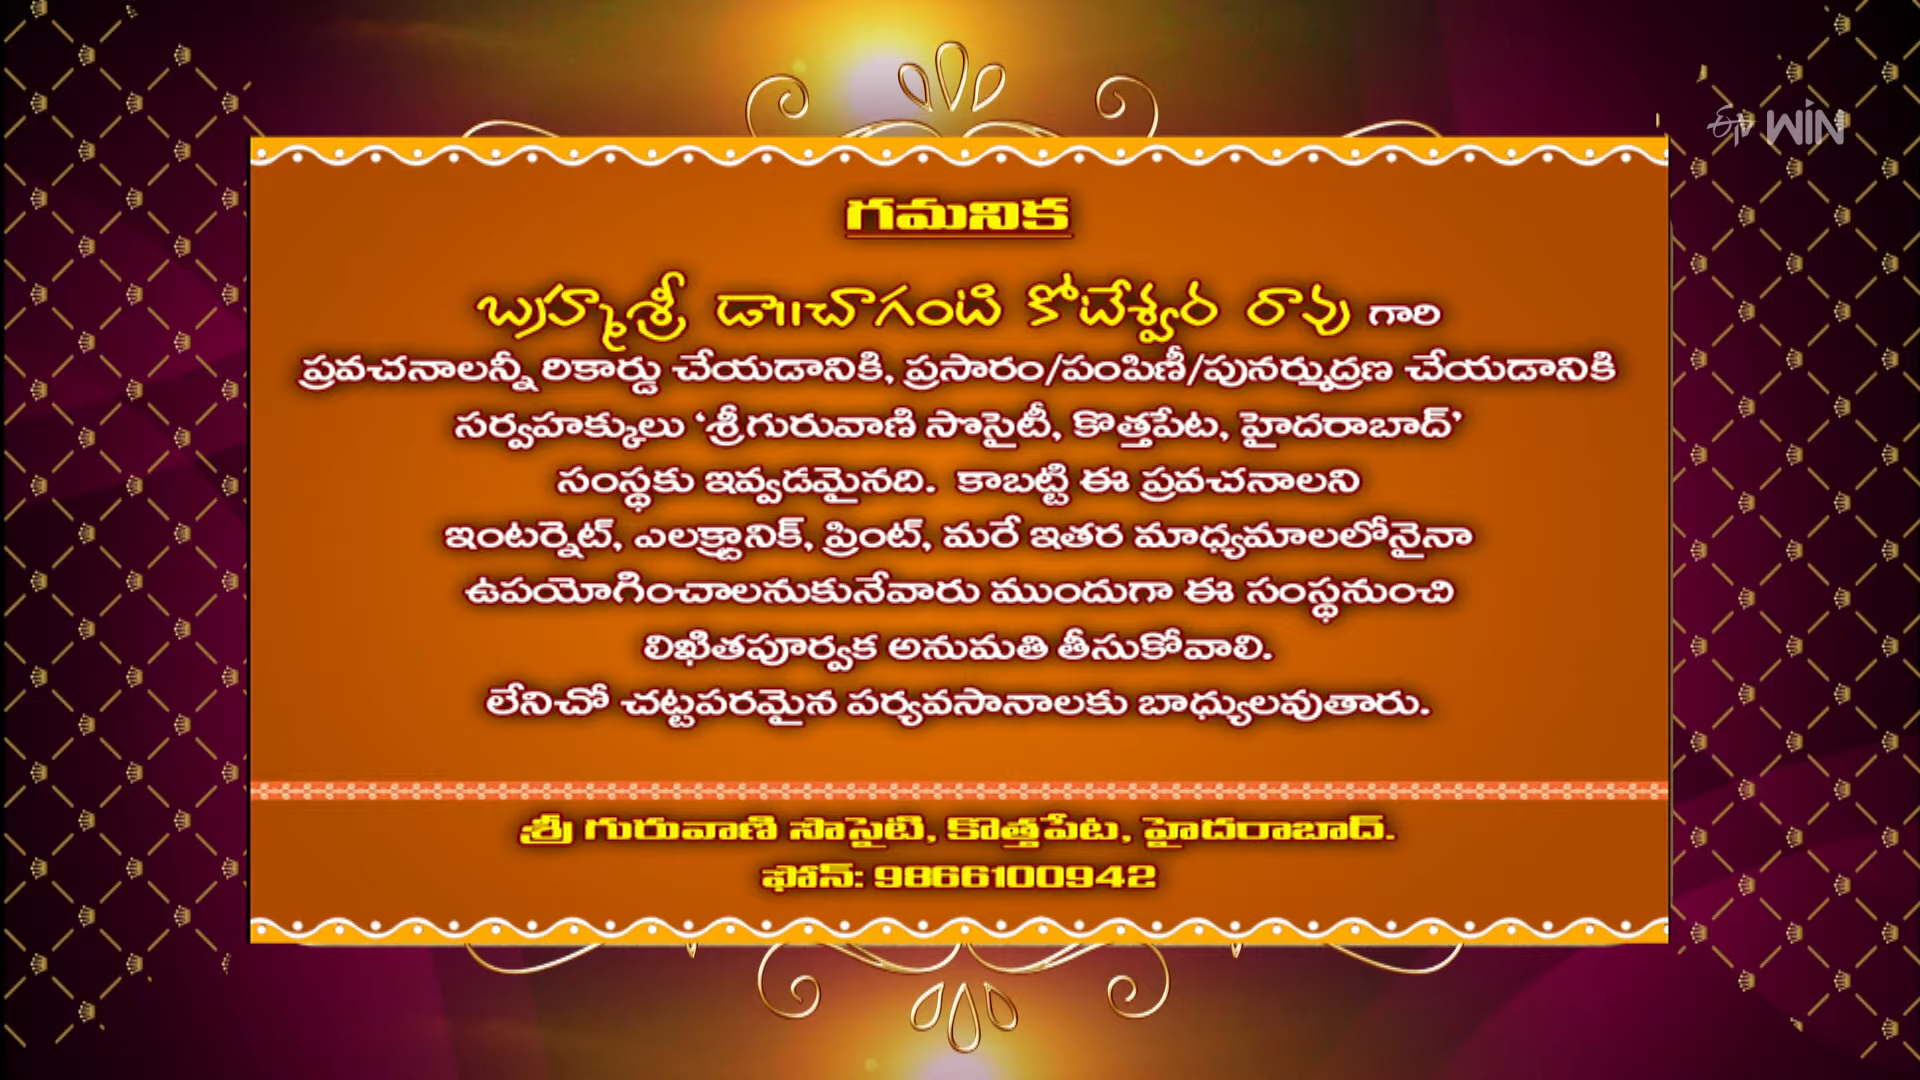 ఈటీవీ WIN
గమనిక
బ్రహ్మశ్రీ డా॥చాగంటి కోటేశ్వర రావు గారి
ప్రవచనాలన్నీ రికార్డు చేయడానికి, ప్రసారం/పంపిణీ/పునర్ముద్రణ చేయడానికి
సర్వహక్కులు ‘శ్రీగురువాణి సొసైటీ, కొత్తపేట, హైదరాబాద్’
సంస్థకు ఇవ్వడమైనది. కాబట్టి ఈ ప్రవచనాలని
ఇంటర్నెట్, ఎలక్ట్రానిక్, ప్రింట్, మరే ఇతర మాధ్యమాలలోనైనా
ఉపయోగించాలనుకునేవారు ముందుగా ఈ సంస్థనుంచి
లిఖితపూర్వక అనుమతి తీసుకోవాలి.
లేనిచో చట్టపరమైన పర్యవసానాలకు బాధ్యులవుతారు.
శ్రీ గురువాణి సొసైటి, కొత్తపేట, హైదరాబాద్.
ఫోన్: 9866100942